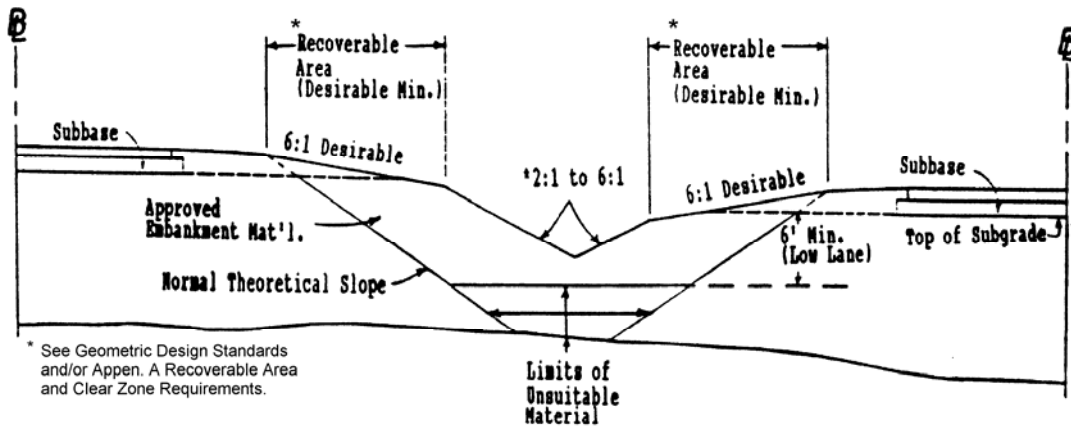 *
Recoverable
Area
(Desirable Min.)
*
Recoverable
Area
(Desirable Min.)
Subbase
6:1 Desirable
*2:1 to 6:1
6:1 Desirable
Subbase
Approved
Embankment Mat'l.
6' Min.
(Low Lane)
Top of Subgrade
Normal Theoretical Slope
* See Geometric Design Standards
and/or Appen. A Recoverable Area
and Clear Zone Requirements.
Limits of
Unsuitable
Material